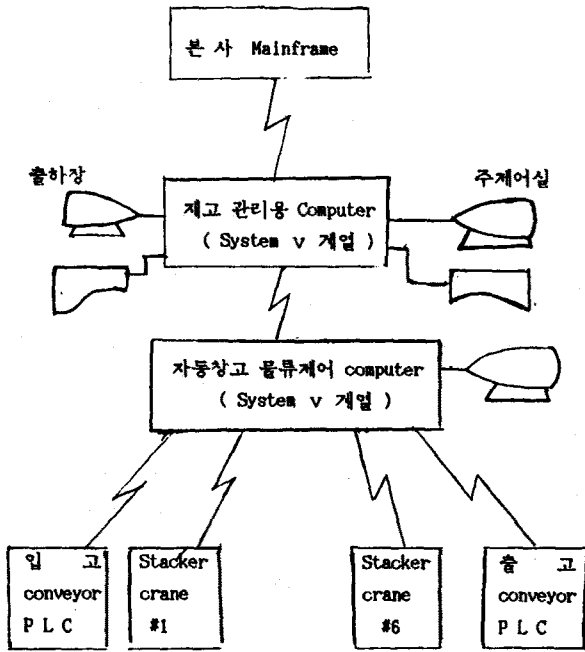 본 사 Mainframe
출하장
주제어실
재고 관리용 Computer
( System v 계열 )
자동창고 물류제어 computer
( System v 계열 )
입 고
conveyor
P L C
Stacker
crane
#1
Stacker
crane
#6
출 고
conveyor
P L C